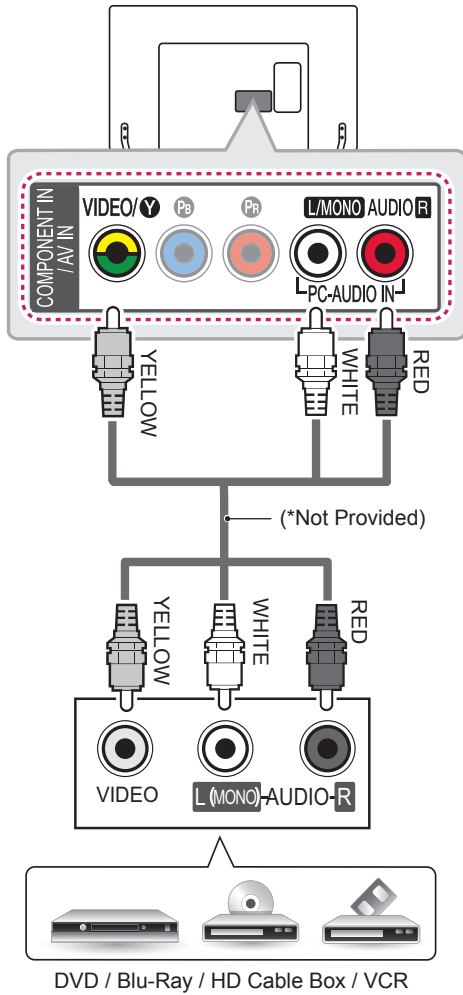 COMPONENT IN
/ AV IN
VIDEO/Y PB PR L/MONO AUDIO R
PC-AUDIO IN
YELLOW WHITE RED
(*Not Provided)
YELLOW WHITE RED
VIDEO L (MONO)-AUDIO-R
DVD / Blu-Ray / HD Cable Box / VCR